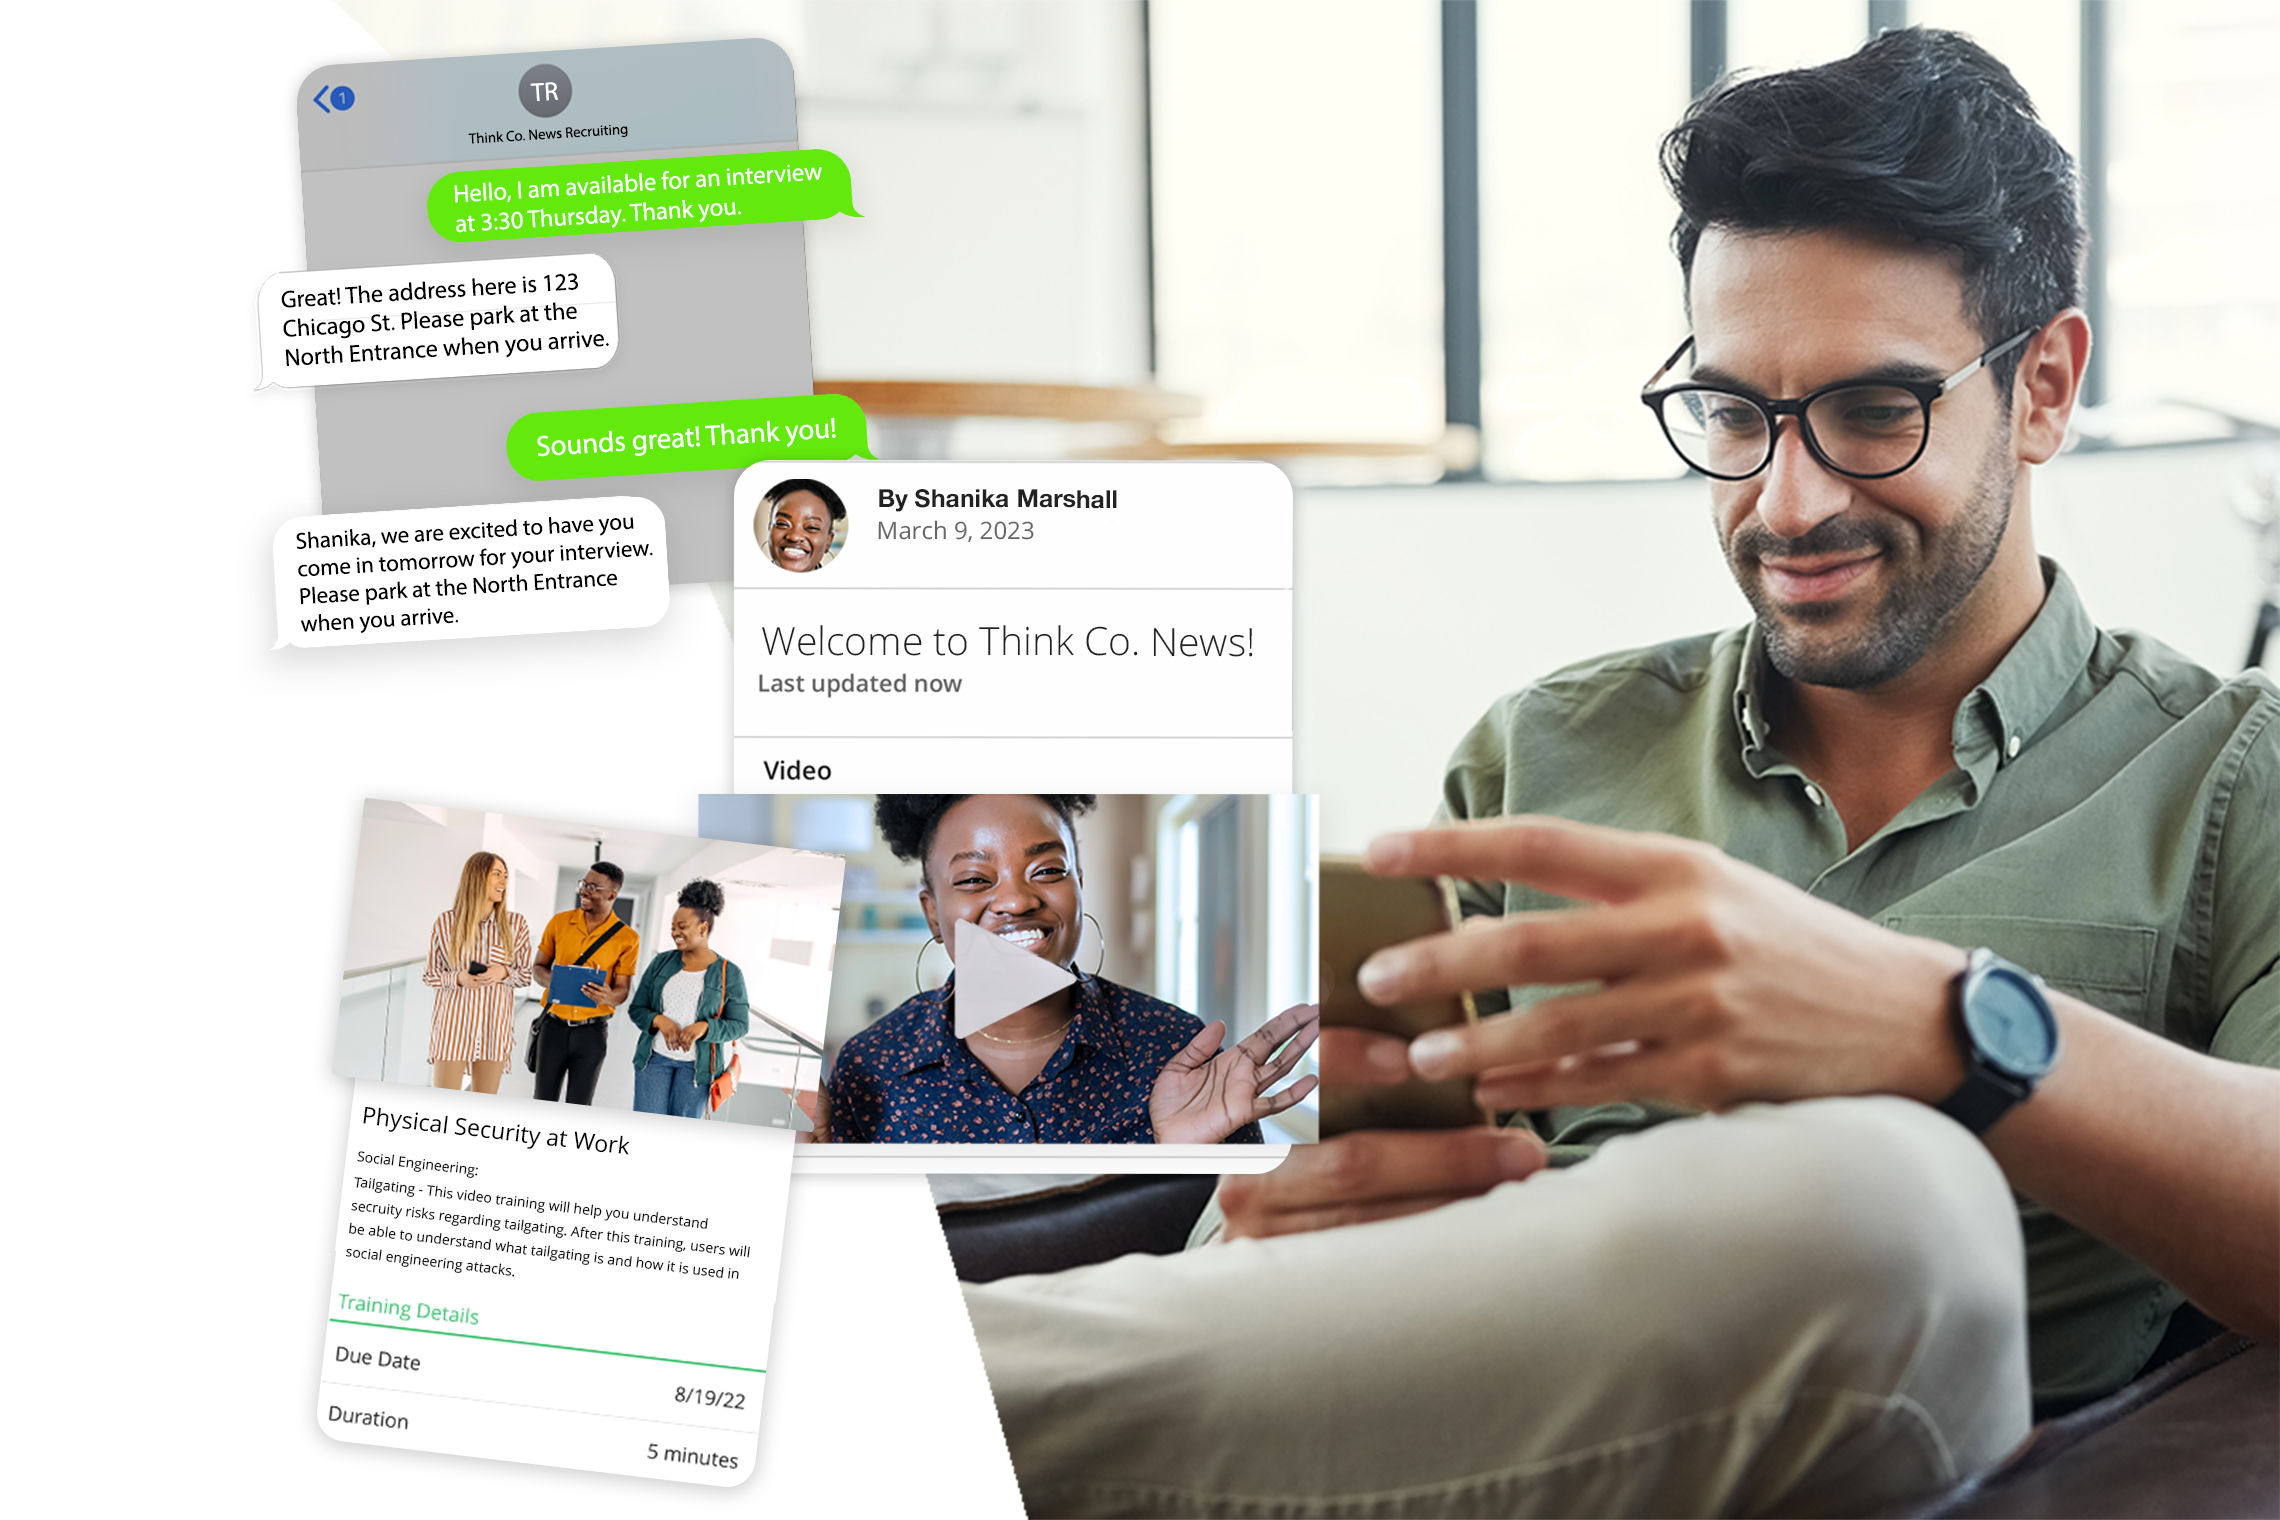 1
TR
Think Co. News Recruiting
Hello, I am available for an interview
at 3:30 Thursday. Thank you.
Great! The address here is 123
Chicago St. Please park at the
North Entrance when you arrive.
Sounds great! Thank you!
Shanika, we are excited to have you
come in tomorrow for your interview.
Please park at the North Entrance
when you arrive.
By Shanika Marshall
March 9, 2023
Welcome to Think Co. News!
Last updated now
Video
Physical Security at Work
Social Engineering:
Tailgating - This video training will help you understand
secruity risks regarding tailgating. After this training, users will
be able to understand what tailgating is and how it is used in
social engineering attacks.
Training Details
Due Date
8/19/22
Duration
5 minutes